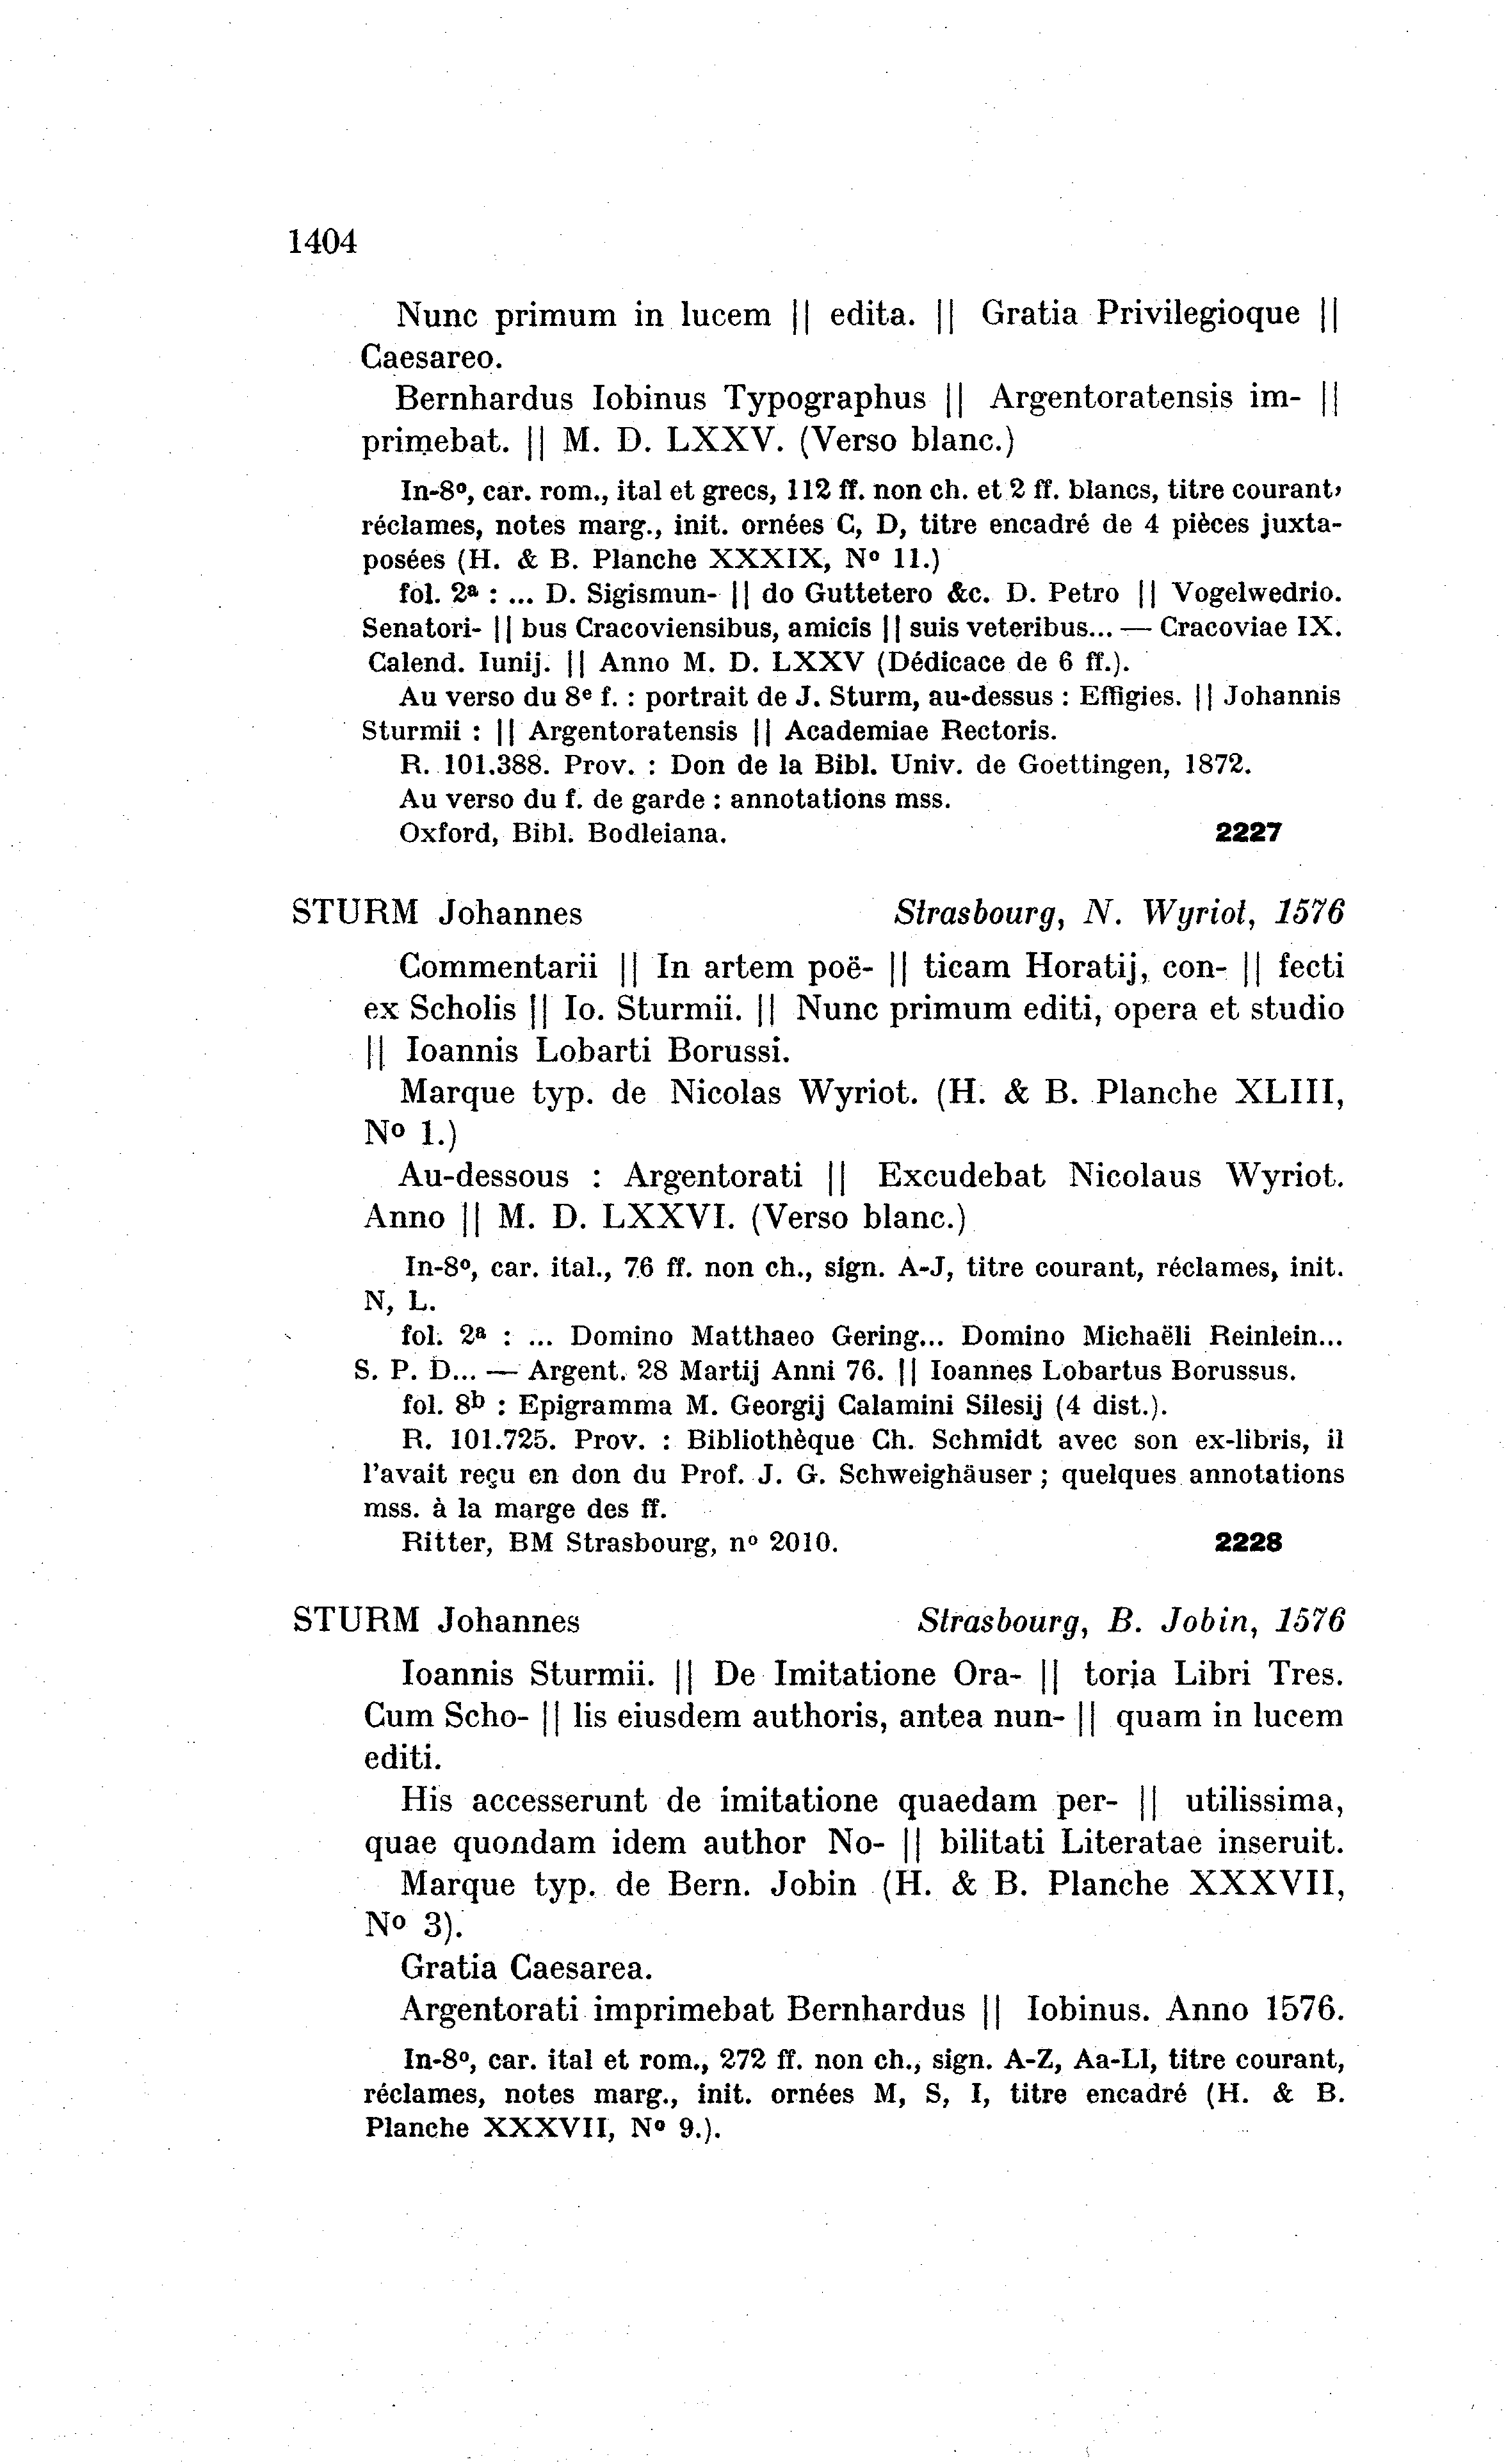 1404
Nunc primum in lucem || edita. || Gratia Privilegioque ||
Caesareo.
Bernhardus Iobinus Typographus || Argentoratensis im- ||
primebat. || M. D. LXXV. (Verso blanc.)
In-8º, car. rom., ital et grecs, 112 ff. non ch. et 2 ff. blancs, titre courant,
réclames, notes marg., init. ornées C, D, titre encadré de 4 pièces juxta-
posées (H. & B. Planche XXXIX, Nº 11.)
fol. 2ª : ... D. Sigismun- || do Guttetero &c. D. Petro || Vogelwedrio.
Senatori- || bus Cracoviensibus, amicis || suis veteribus... — Cracoviae IX.
Calend. Iunij. || Anno M. D. LXXV (Dédicace de 6 ff.).
Au verso du 8ᵉ f. : portrait de J. Sturm, au-dessus : Effigies. || Johannis
Sturmii : || Argentoratensis || Academiae Rectoris.
R. 101.388. Prov. : Don de la Bibl. Univ. de Goettingen, 1872.
Au verso du f. de garde : annotations mss.
Oxford, Bibl. Bodleiana. 2227
STURM Johannes Strasbourg, N. Wyriot, 1576
Commentarii || In artem poë- || ticam Horatij, con- || fecti
ex Scholis || Io. Sturmii. || Nunc primum editi, opera et studio
|| Ioannis Lobarti Borussi.
Marque typ. de Nicolas Wyriot. (H. & B. Planche XLIII,
Nº 1.)
Au-dessous : Argentorati || Excudebat Nicolaus Wyriot.
Anno || M. D. LXXVI. (Verso blanc.)
In-8º, car. ital., 76 ff. non ch., sign. A-J, titre courant, réclames, init.
N, L.
fol. 2ª : ... Domino Matthaeo Gering... Domino Michaëli Reinlein...
S. P. D... — Argent. 28 Martij Anni 76. || Ioannes Lobartus Borussus.
fol. 8ᵇ : Epigramma M. Georgij Calamini Silesij (4 dist.).
R. 101.725. Prov. : Bibliothèque Ch. Schmidt avec son ex-libris, il
l'avait reçu en don du Prof. J. G. Schweighäuser ; quelques annotations
mss. à la marge des ff.
Ritter, BM Strasbourg, nº 2010. 2228
STURM Johannes Strasbourg, B. Jobin, 1576
Ioannis Sturmii. || De Imitatione Ora- || toria Libri Tres.
Cum Scho- || lis eiusdem authoris, antea nun- || quam in lucem
editi.
His accesserunt de imitatione quaedam per- || utilissima,
quae quondam idem author No- || bilitati Literatae inseruit.
Marque typ. de Bern. Jobin (H. & B. Planche XXXVII,
Nº 3).
Gratia Caesarea.
Argentorati imprimebat Bernhardus || Iobinus. Anno 1576.
In-8º, car. ital et rom., 272 ff. non ch., sign. A-Z, Aa-Ll, titre courant,
réclames, notes marg., init. ornées M, S, I, titre encadré (H. & B.
Planche XXXVII, Nº 9.).